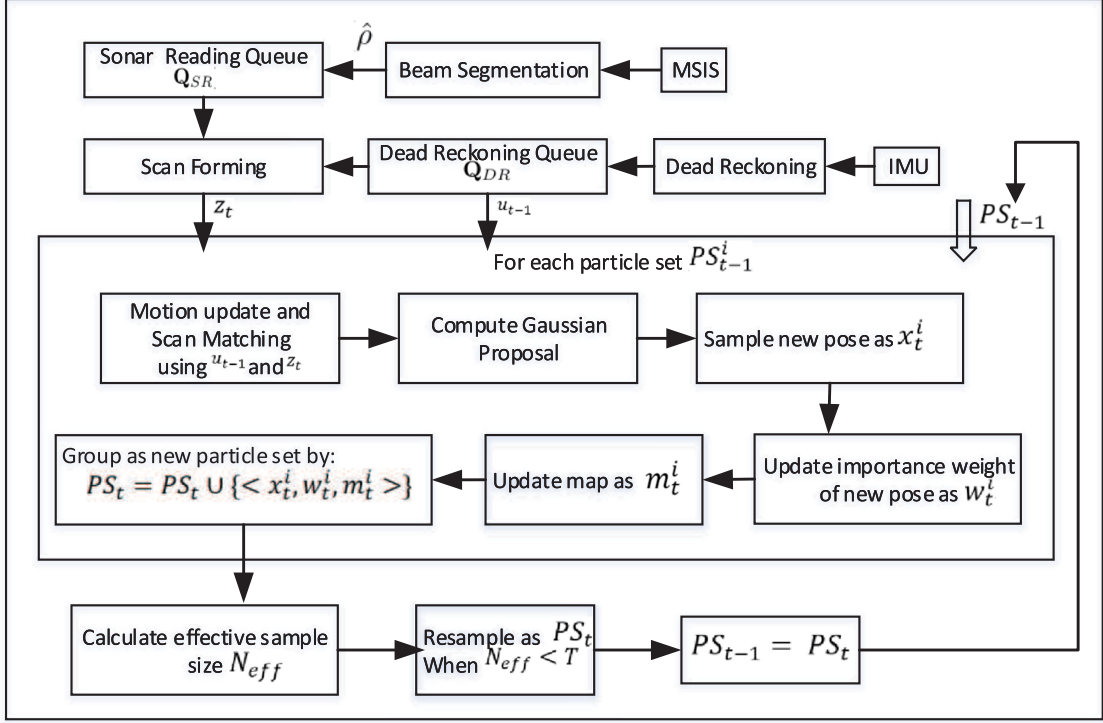 ρ̂
Sonar Reading Queue
Q_SR
Beam Segmentation
MSIS
Scan Forming
Dead Reckoning Queue
Q_DR
Dead Reckoning
IMU
z_t
u_{t−1}
PS_{t−1}
For each particle set PS^i_{t−1}
Motion update and
Scan Matching
using u_{t−1} and z_t
Compute Gaussian
Proposal
Sample new pose as x^i_t
Group as new particle set by:
PS_t = PS_t ∪ {< x^i_t, w^i_t, m^i_t >}
Update map as m^i_t
Update importance weight
of new pose as w^i_t
Calculate effective sample
size N_eff
Resample as PS_t
When N_eff < T
PS_{t−1} = PS_t